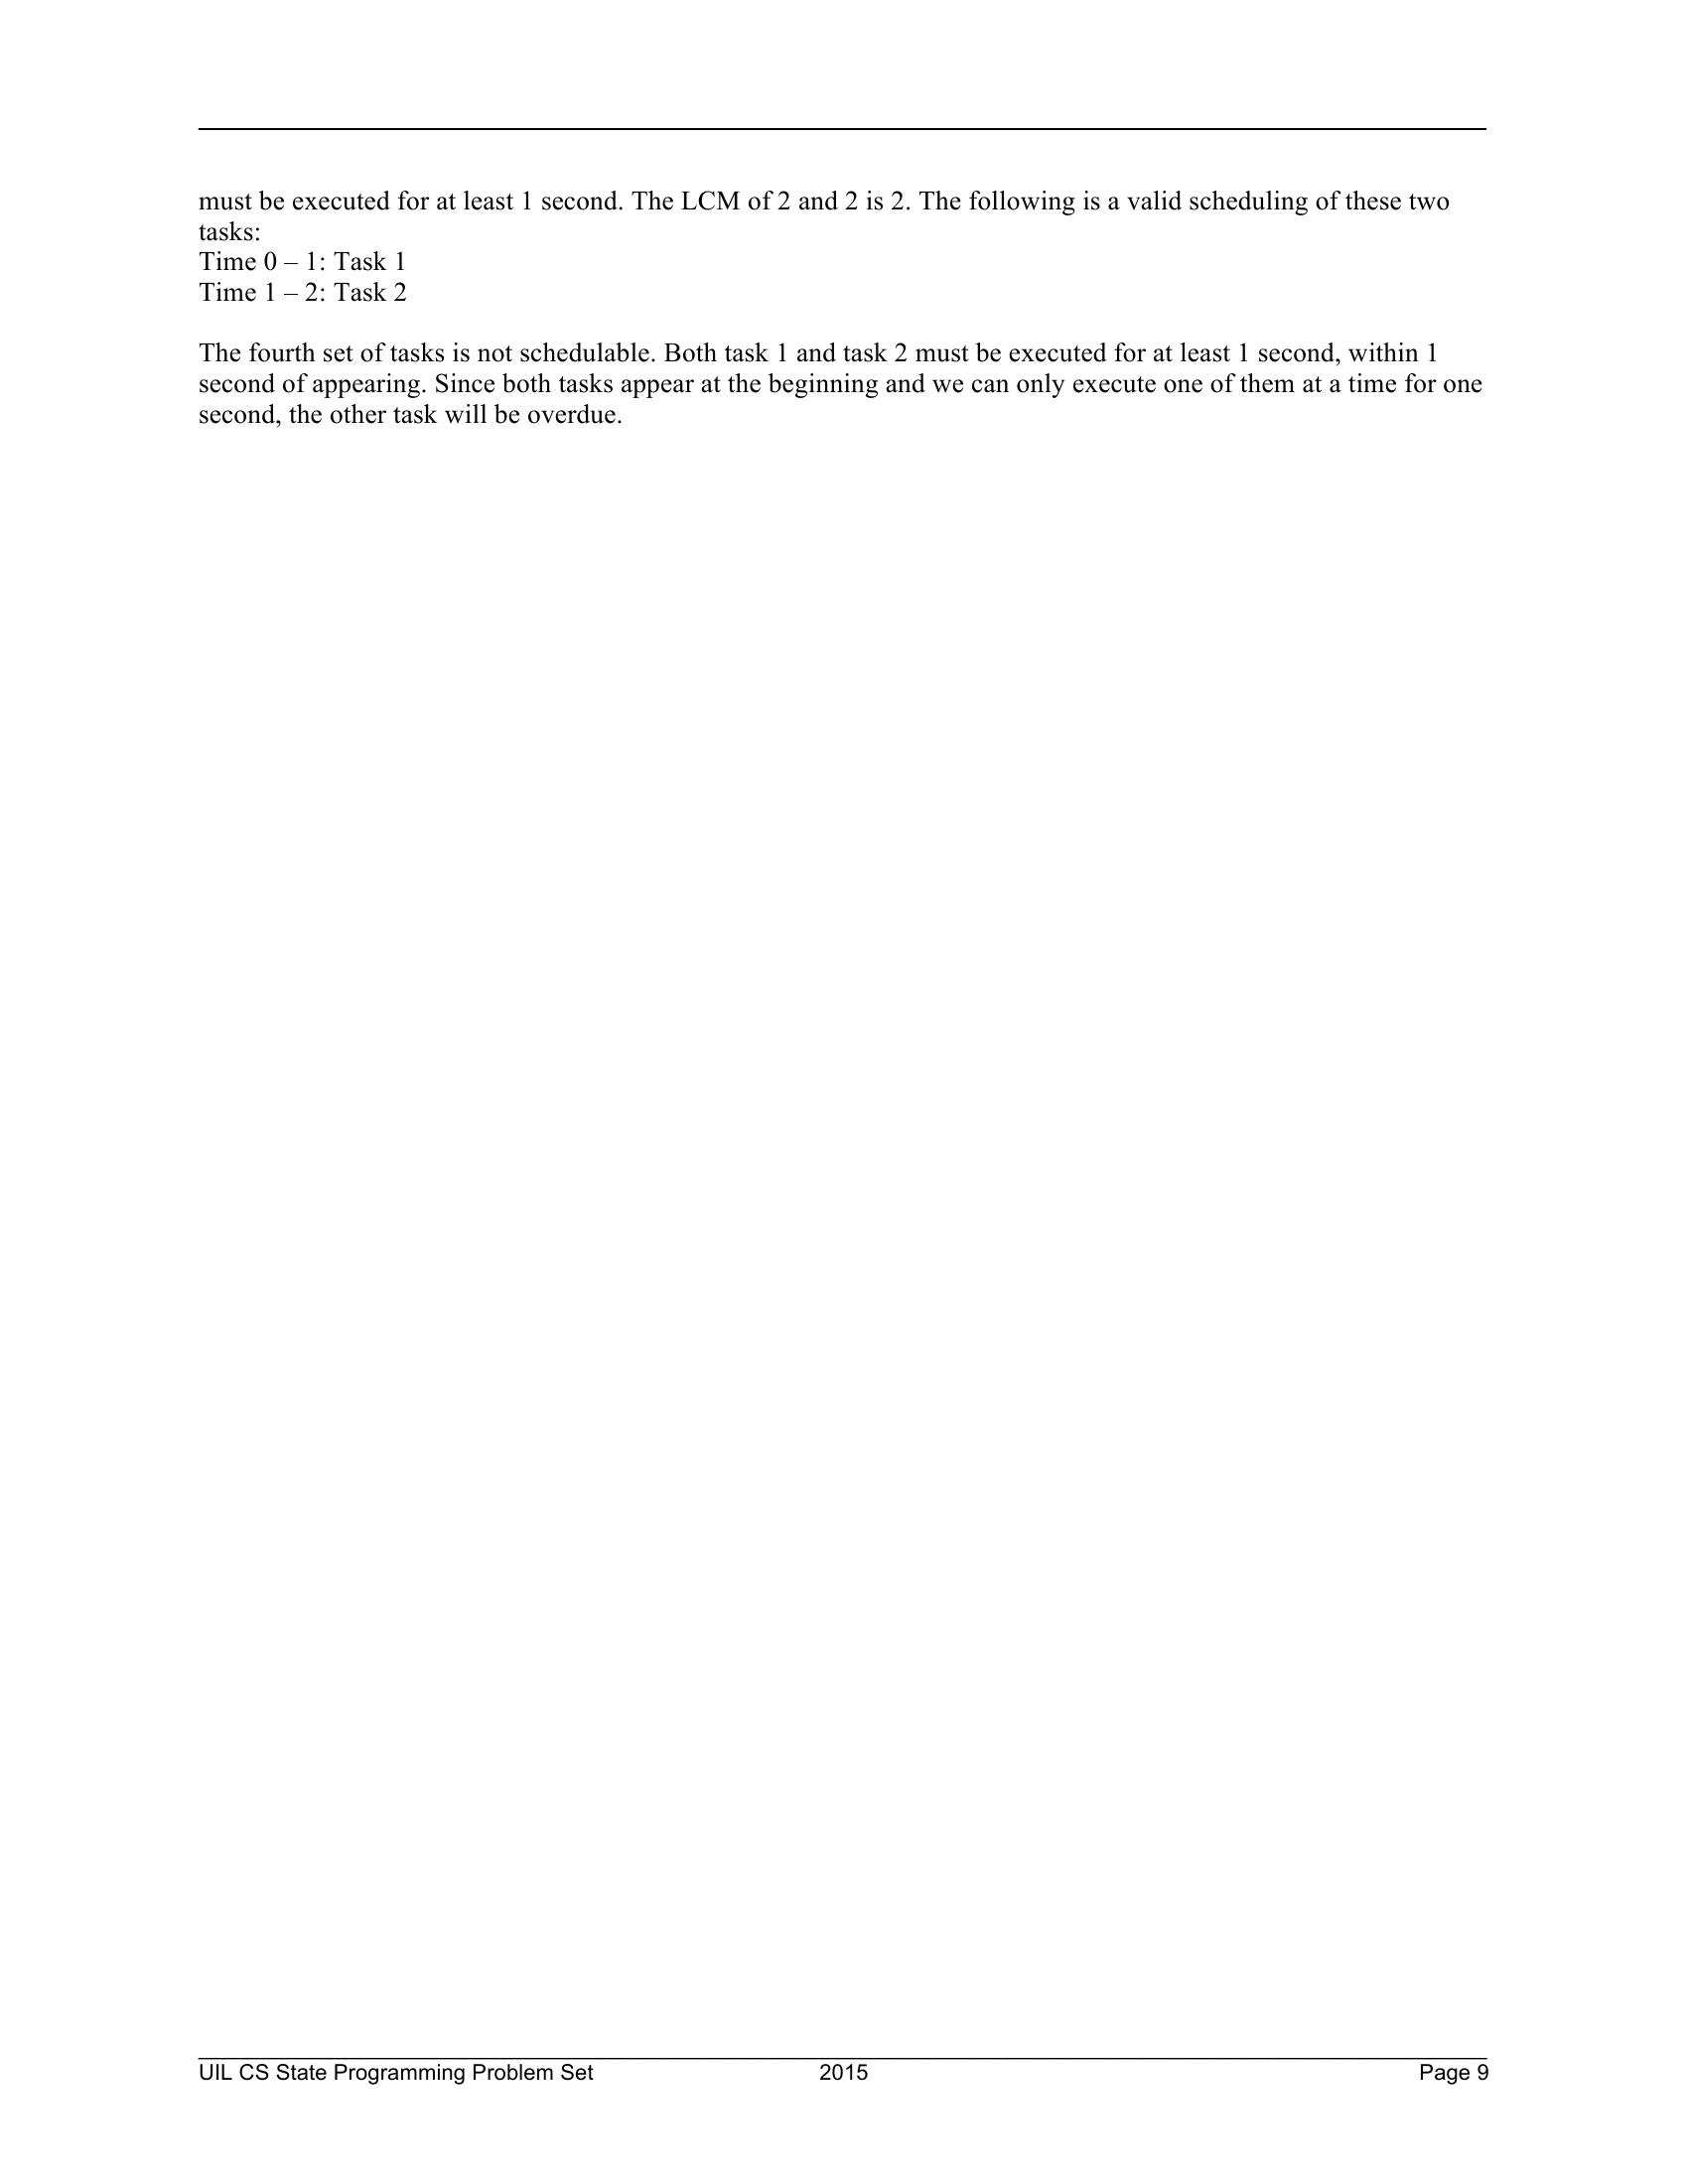 must be executed for at least 1 second. The LCM of 2 and 2 is 2. The following is a valid scheduling of these two
tasks:
Time 0 – 1: Task 1
Time 1 – 2: Task 2
The fourth set of tasks is not schedulable. Both task 1 and task 2 must be executed for at least 1 second, within 1
second of appearing. Since both tasks appear at the beginning and we can only execute one of them at a time for one
second, the other task will be overdue.
UIL CS State Programming Problem Set 2015 Page 9